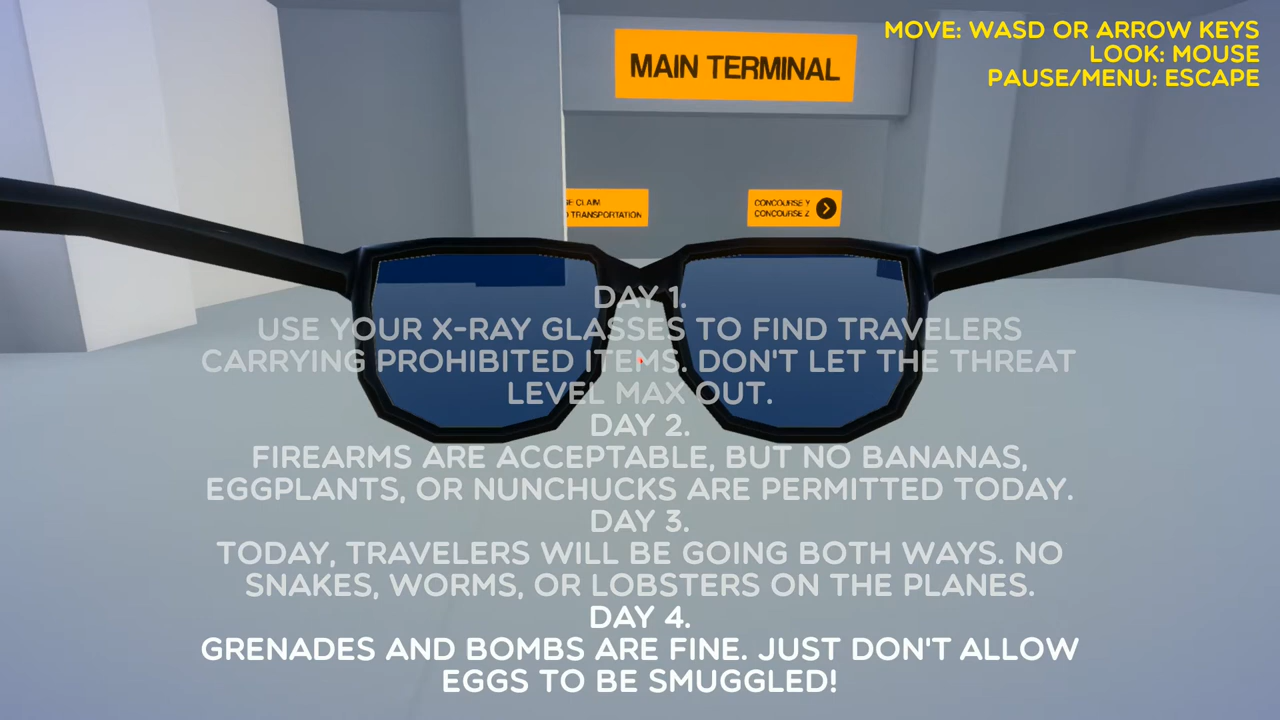 MOVE: WASD OR ARROW KEYS
LOOK: MOUSE
PAUSE/MENU: ESCAPE
MAIN TERMINAL
CLAIM
TRANSPORTATION
CONCOURSE Y
CONCOURSE Z
DAY 1.
USE YOUR X-RAY GLASSES TO FIND TRAVELERS
CARRYING PROHIBITED ITEMS. DON'T LET THE THREAT
LEVEL MAX OUT.
DAY 2.
FIREARMS ARE ACCEPTABLE, BUT NO BANANAS,
EGGPLANTS, OR NUNCHUCKS ARE PERMITTED TODAY.
DAY 3.
TODAY, TRAVELERS WILL BE GOING BOTH WAYS. NO
SNAKES, WORMS, OR LOBSTERS ON THE PLANES.
DAY 4.
GRENADES AND BOMBS ARE FINE. JUST DON'T ALLOW
EGGS TO BE SMUGGLED!